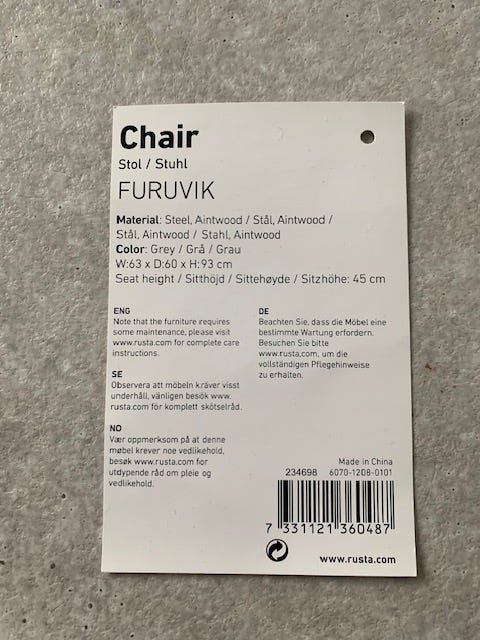 Chair
Stol / Stuhl
FURUVIK
Material: Steel, Aintwood / Stål, Aintwood /
Stål, Aintwood / Stahl, Aintwood
Color: Grey / Grå / Grau
W:63 x D:60 x H:93 cm
Seat height / Sitthöjd / Sittehøyde / Sitzhöhe: 45 cm
ENG
Note that the furniture requires
some maintenance, please visit
www.rusta.com for complete care
instructions.
SE
Observera att möbeln kräver visst
underhåll, vänligen besök www.
rusta.com för komplett skötselråd.
NO
Vær oppmerksom på at denne
møbel krever noe vedlikehold,
besøk www.rusta.com for
utdypende råd om pleie og
vedlikehold.
DE
Beachten Sie, dass die Möbel eine
bestimmte Wartung erfordern.
Besuchen Sie bitte
www.rusta.com, um die
vollständigen Pflegehinweise
zu erhalten.
Made in China
234698 6070-1208-0101
7 331121 360487
www.rusta.com